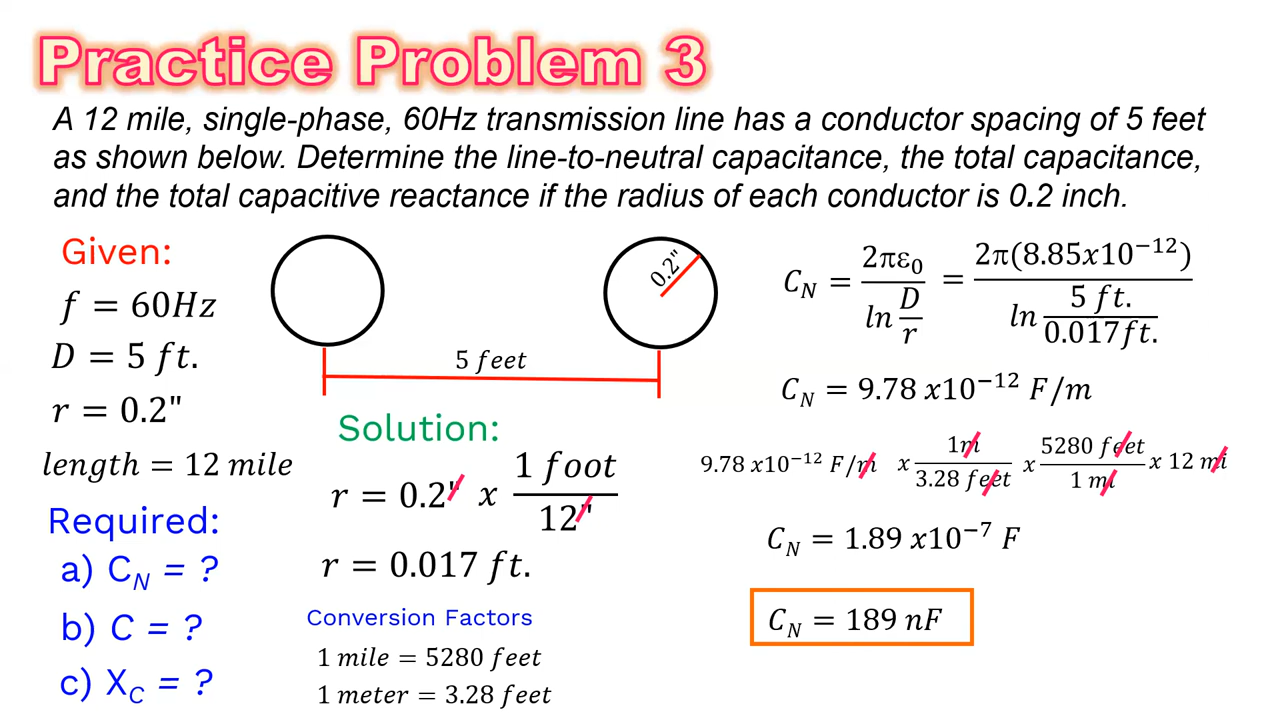 Practice Problem 3
A 12 mile, single-phase, 60Hz transmission line has a conductor spacing of 5 feet
as shown below. Determine the line-to-neutral capacitance, the total capacitance,
and the total capacitive reactance if the radius of each conductor is 0.2 inch.
Given:
f = 60Hz
D = 5 ft.
r = 0.2"
length = 12 mile
Required:
a) C_N = ?
b) C = ?
c) X_C = ?
0.2"
5 feet
Solution:
r = 0.2" x 1 foot / 12"
r = 0.017 ft.
Conversion Factors
1 mile = 5280 feet
1 meter = 3.28 feet
C_N = 2πε₀ / ln D/r = 2π(8.85x10⁻¹²) / ln 5 ft. / 0.017ft.
C_N = 9.78 x10⁻¹² F/m
9.78 x10⁻¹² F/m x 1m / 3.28 feet x 5280 feet / 1 mi x 12 mi
C_N = 1.89 x10⁻⁷ F
C_N = 189 nF